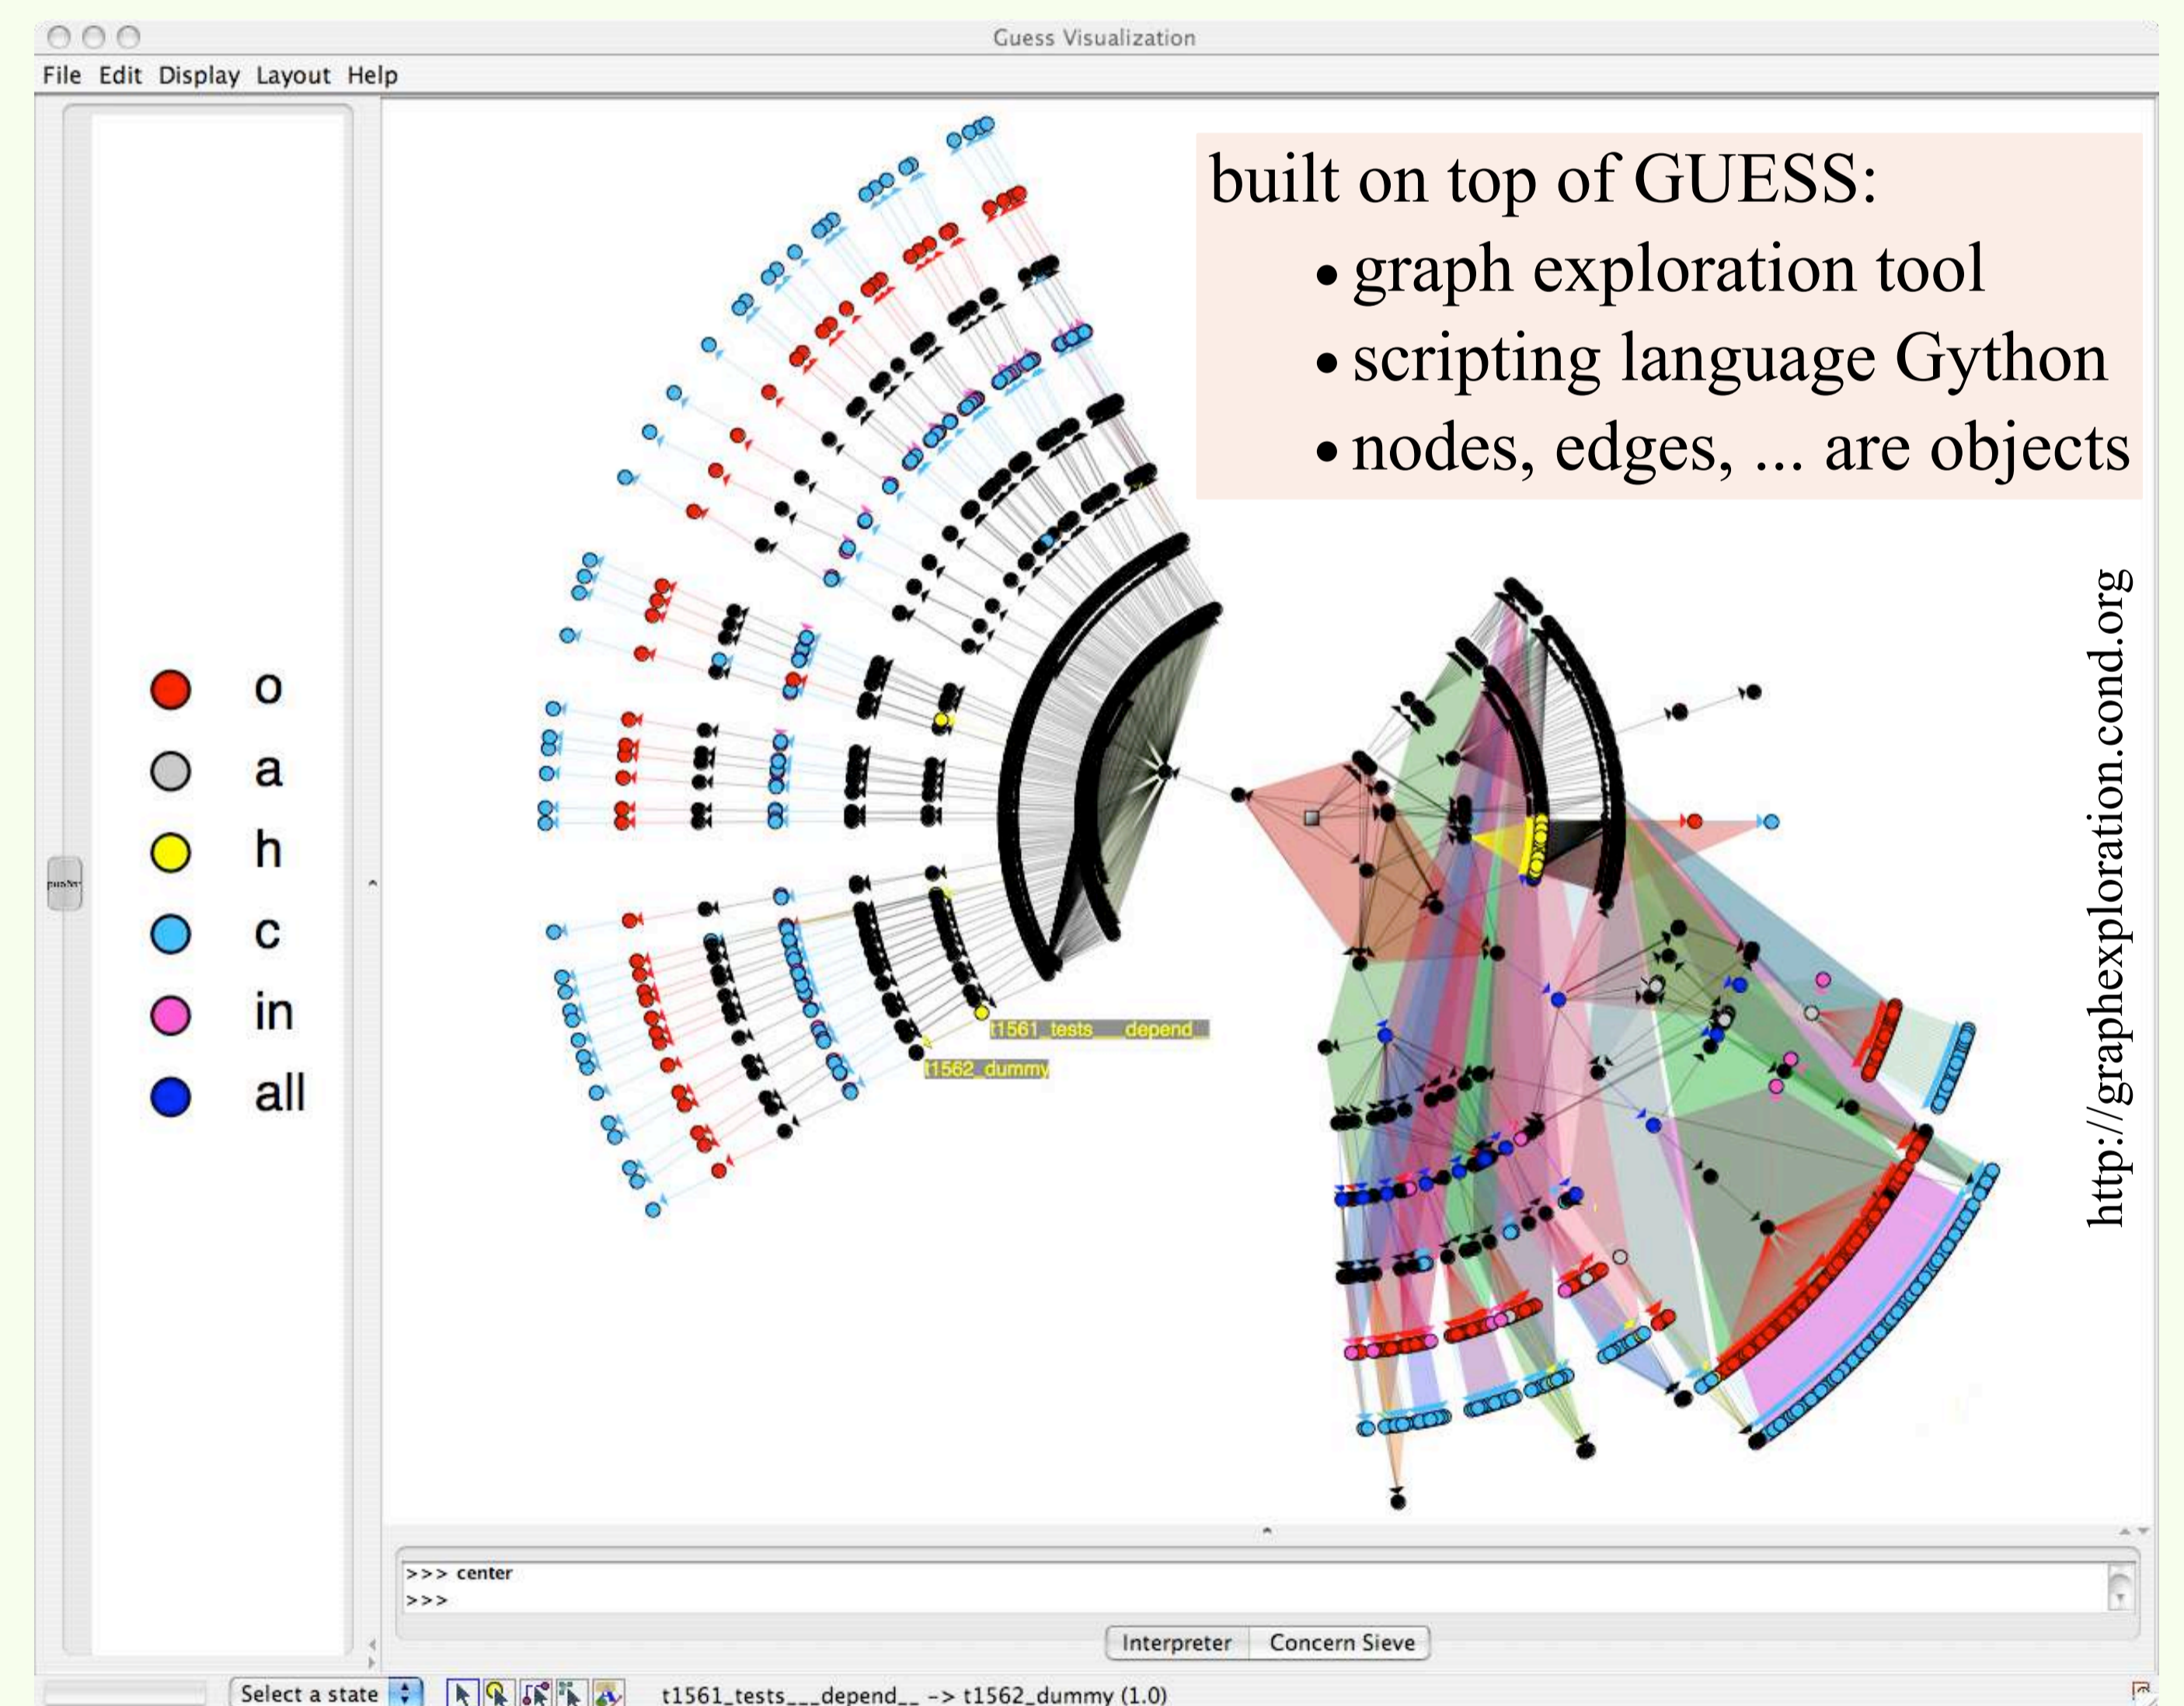 Guess Visualization
File Edit Display Layout Help
built on top of GUESS:
• graph exploration tool
• scripting language Gython
• nodes, edges, ... are objects
http://graphexploration.cond.org
o
a
h
c
in
all
t1561_tests___depend__
t1562_dummy
>>> center
>>>
Interpreter Concern Sieve
Select a state t1561_tests___depend__ -> t1562_dummy (1.0)